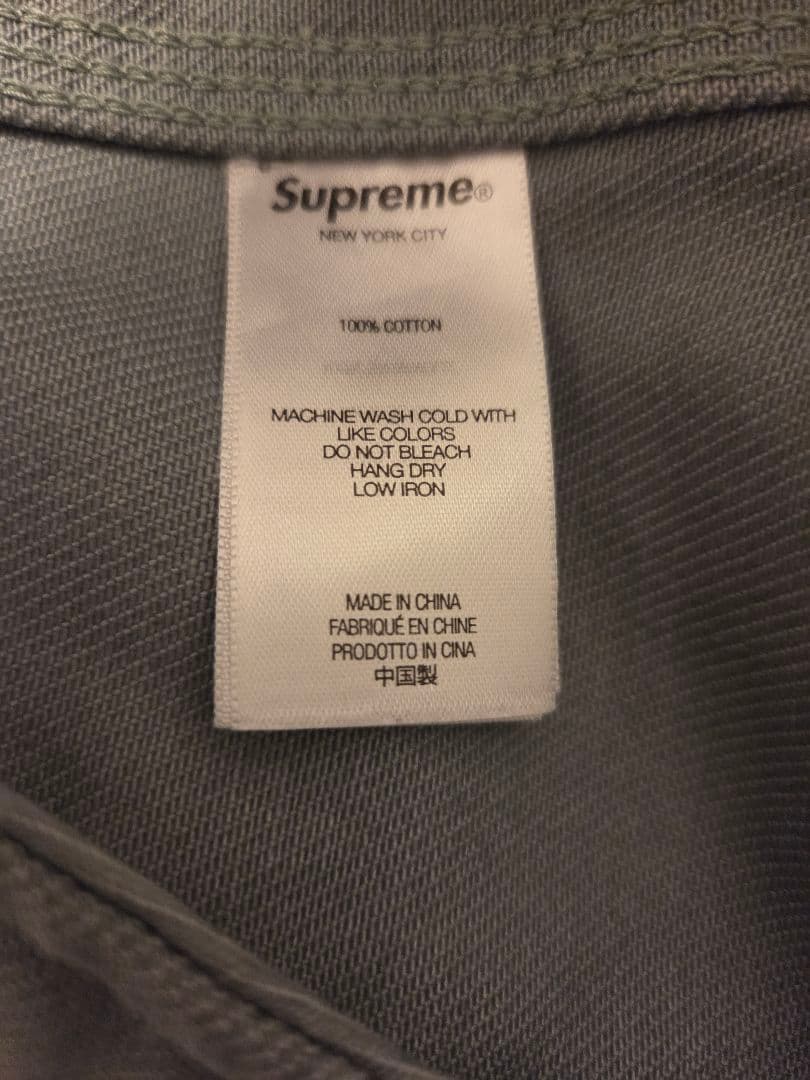 Supreme®
NEW YORK CITY
100% COTTON
MACHINE WASH COLD WITH
LIKE COLORS
DO NOT BLEACH
HANG DRY
LOW IRON
MADE IN CHINA
FABRIQUÉ EN CHINE
PRODOTTO IN CINA
中国製